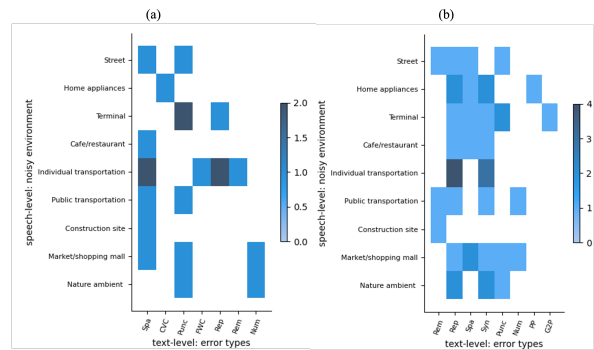 (a)
speech-level: noisy environment
Street
Home appliances
Terminal
Cafe/restaurant
Individual transportation
Public transportation
Construction site
Market/shopping mall
Nature ambient
Spa
CVC
Punc
FWC
Rep
Rem
Num
text-level: error types
2.0
1.5
1.0
0.5
0.0
(b)
speech-level: noisy environment
Street
Home appliances
Terminal
Cafe/restaurant
Individual transportation
Public transportation
Construction site
Market/shopping mall
Nature ambient
Rem
Rep
Spa
Syn
Punc
Num
PP
G2P
text-level: error types
4
3
2
1
0